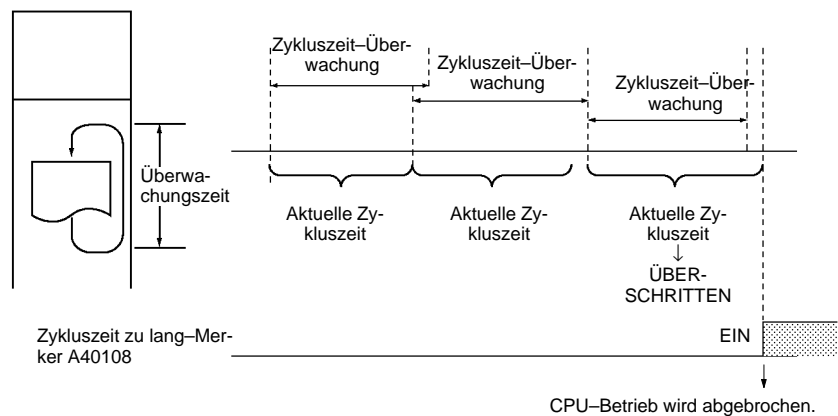 Zykluszeit–Über-
wachung
Zykluszeit–Über-
wachung
Zykluszeit–Über-
wachung
Überwa-
chungszeit
Aktuelle Zy-
kluszeit
Aktuelle Zy-
kluszeit
Aktuelle Zy-
kluszeit
ÜBER-
SCHRITTEN
Zykluszeit zu lang–Mer-
ker A40108
EIN
CPU–Betrieb wird abgebrochen.